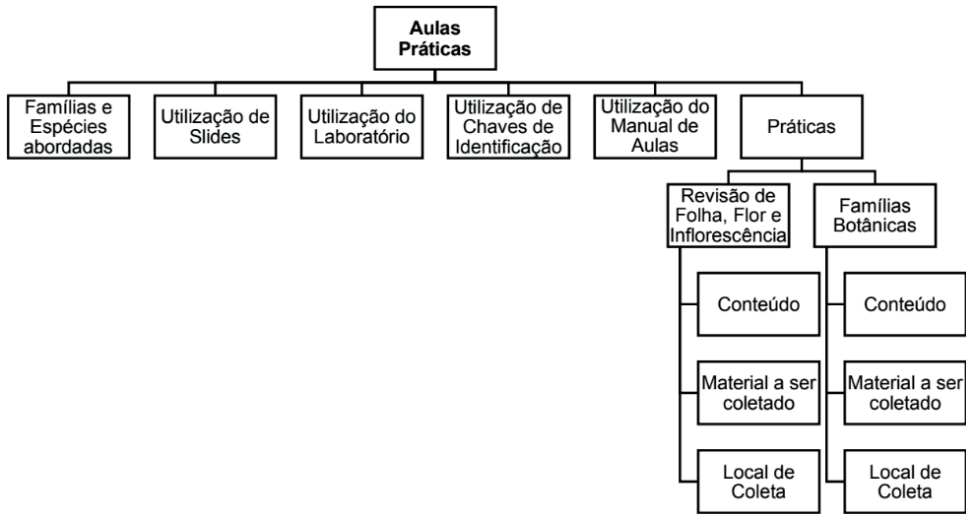 Aulas
Práticas
Famílias e
Espécies
abordadas
Utilização de
Slides
Utilização do
Laboratório
Utilização de
Chaves de
Identificação
Utilização do
Manual de
Aulas
Práticas
Revisão de
Folha, Flor e
Inflorescência
Famílias
Botânicas
Conteúdo
Conteúdo
Material a ser
coletado
Material a ser
coletado
Local de
Coleta
Local de
Coleta